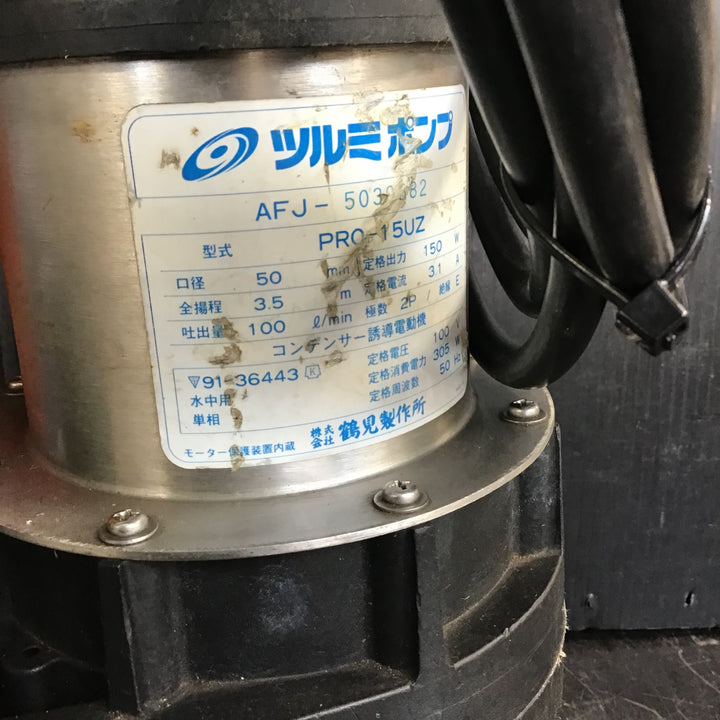 ツルミポンプ
AFJ-
型式 PRO-15UZ
口径 50 mm 定格出力 150 W
全揚程 3.5 m 定格電流 3.1 A
吐出量 100 ℓ/min 極数 2P / 絶縁 E
コンデンサー誘導電動機
▽91-36443 定格電圧 100 V
水中用 定格消費電力 305 W
単相 定格周波数 50 Hz
株式会社 鶴見製作所
モーター保護装置内蔵